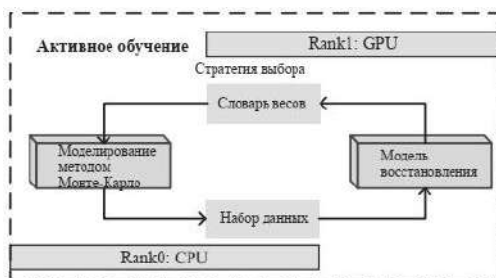 Активное обучение
Rank1: GPU
Стратегия выбора
Словарь весов
Моделирование
методом
Монте-Карло
Модель
восстановления
Набор данных
Rank0: CPU